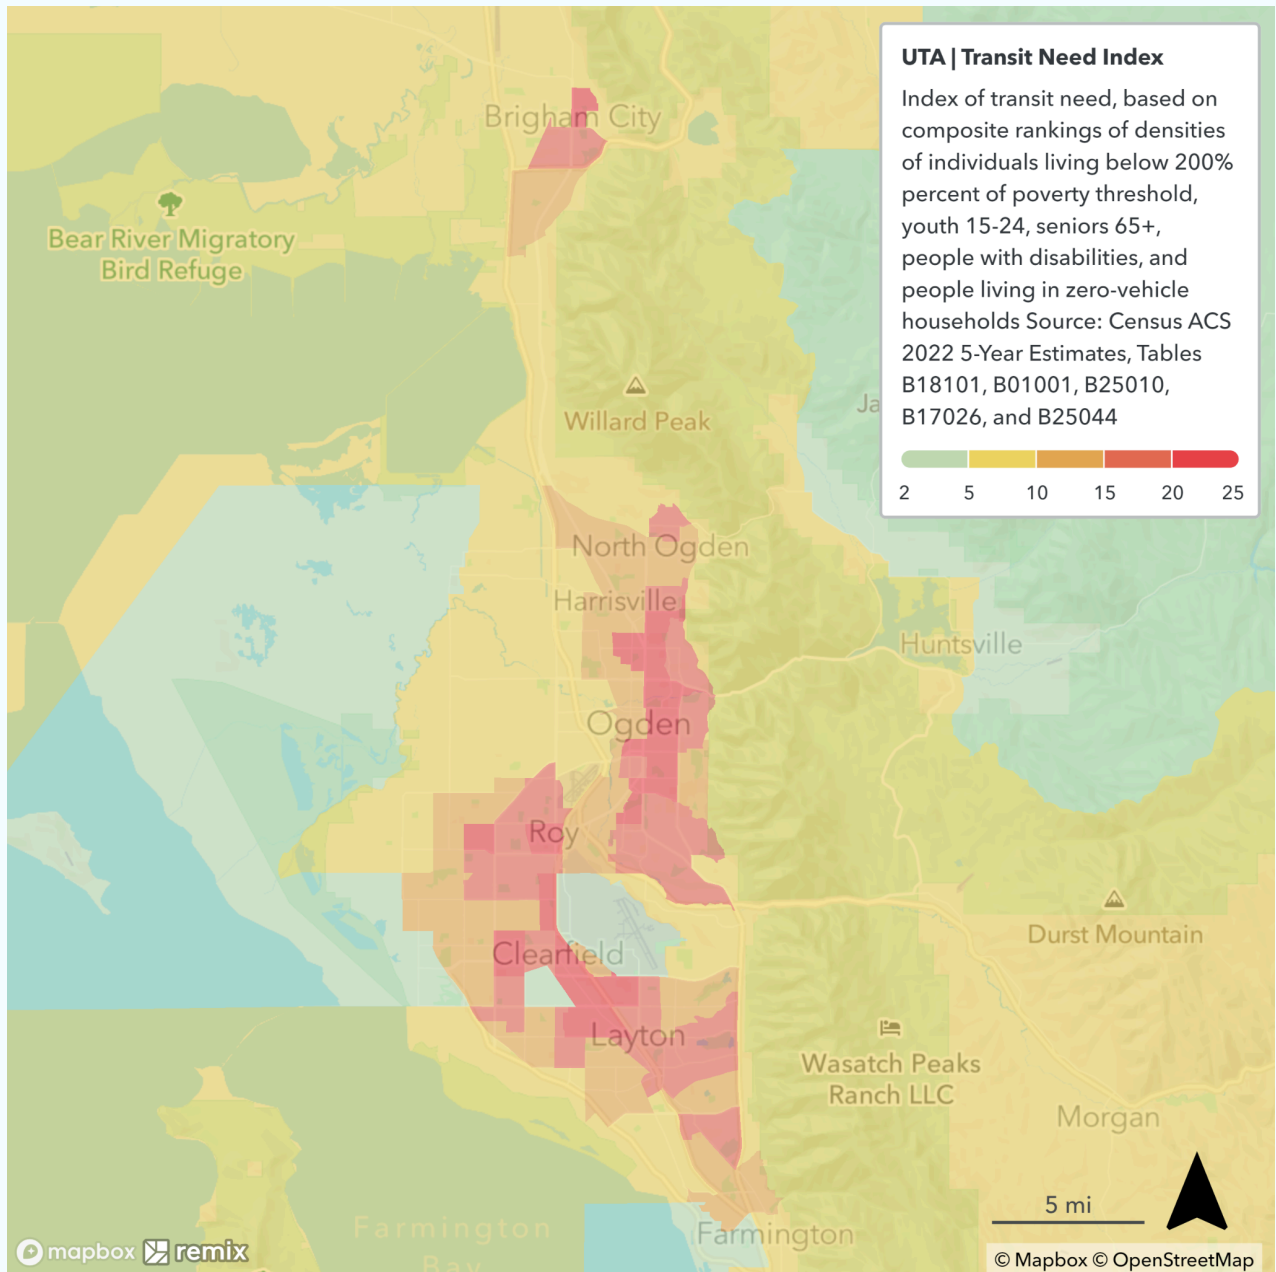 UTA | Transit Need Index
Index of transit need, based on
composite rankings of densities
of individuals living below 200%
percent of poverty threshold,
youth 15-24, seniors 65+,
people with disabilities, and
people living in zero-vehicle
households Source: Census ACS
2022 5-Year Estimates, Tables
B18101, B01001, B25010,
B17026, and B25044
2 5 10 15 20 25
Brigham City
Bear River Migratory
Bird Refuge
Ja
Willard Peak
North Ogden
Harrisville
Huntsville
Ogden
Roy
Durst Mountain
Clearfield
Layton
Wasatch Peaks
Ranch LLC
Morgan
5 mi
Farmington
Bay
Farmington
mapbox remix
© Mapbox © OpenStreetMap